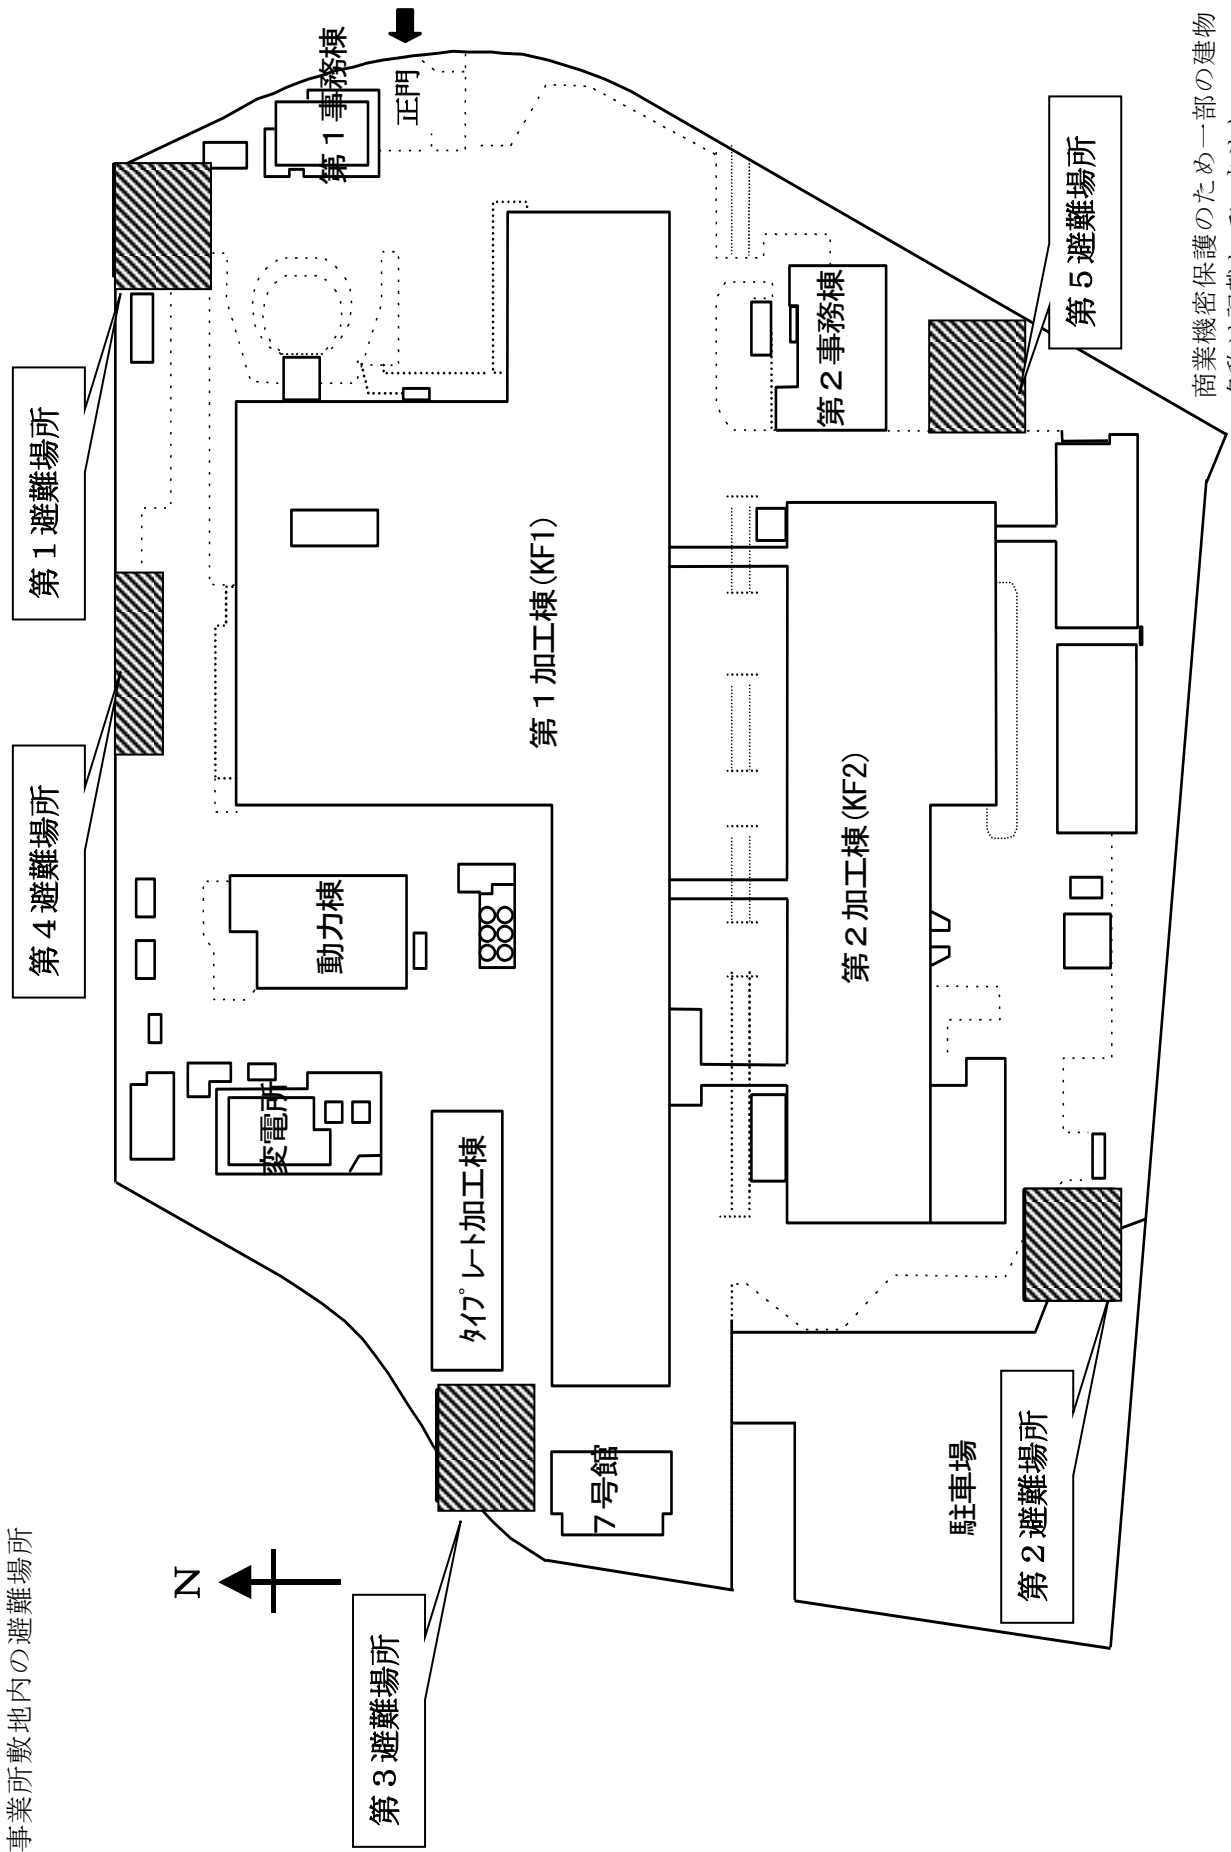 事業所敷地内の避難場所
第３避難場所
第４避難場所
第１避難場所
N
変電所
動力棟
第１事務棟
正門
タイプレート加工棟
７号館
第１加工棟(KF1)
第２加工棟(KF2)
第２事務棟
駐車場
第２避難場所
第５避難場所
商業機密保護のため一部の建物